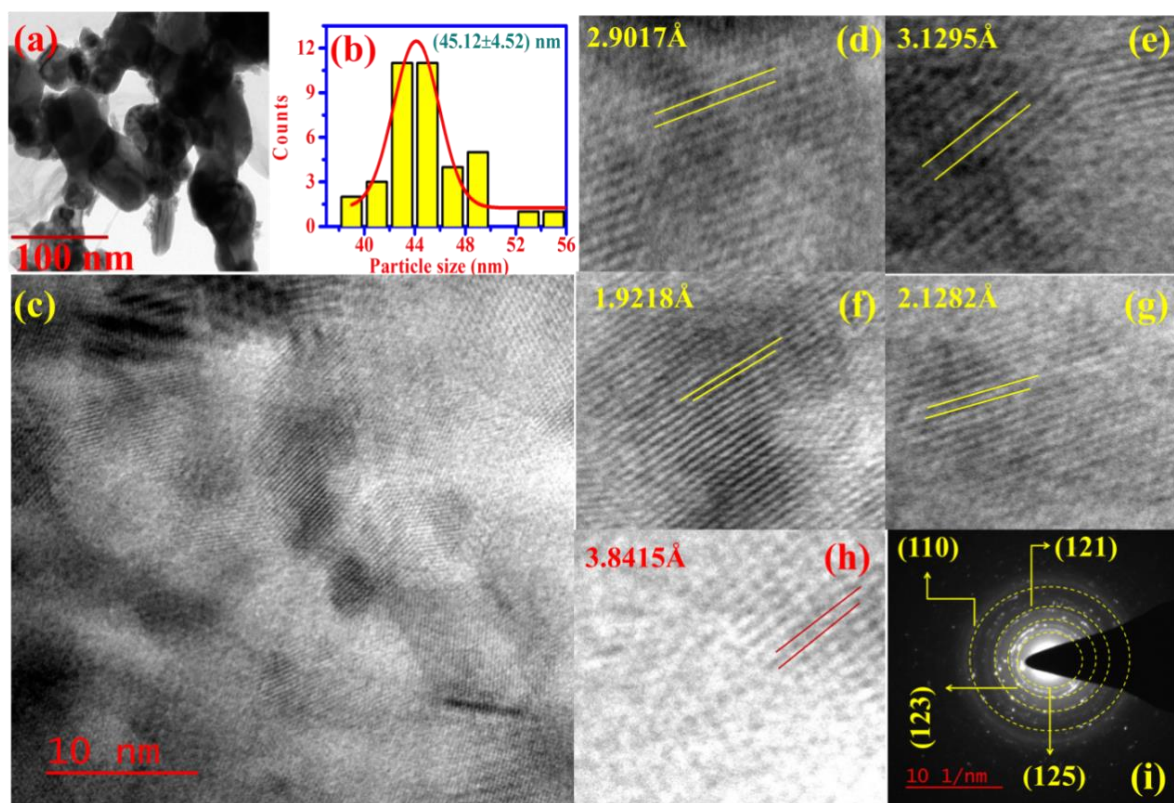 (a)
100 nm
(b)
(45.12±4.52) nm
Counts
12
9
6
3
0
40
44
48
52
56
Particle size (nm)
2.9017Å
(d)
3.1295Å
(e)
(c)
10 nm
1.9218Å
(f)
2.1282Å
(g)
3.8415Å
(h)
(110)
(121)
(123)
(125)
10 1/nm
(i)